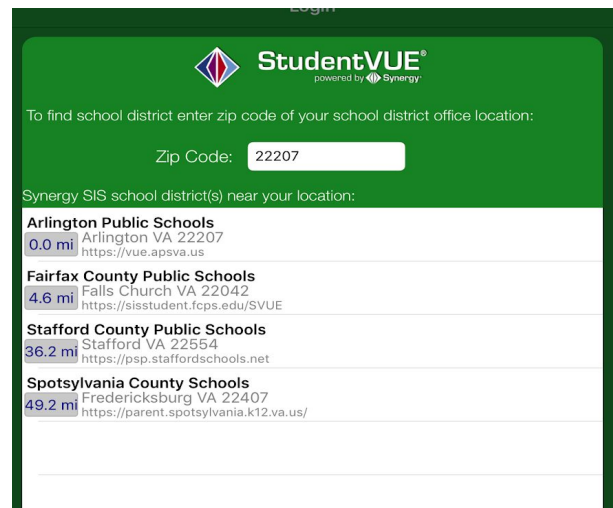 Login
StudentVUE®
powered by Synergy®
To find school district enter zip code of your school district office location:
Zip Code: 22207
Synergy SIS school district(s) near your location:
Arlington Public Schools
0.0 mi Arlington VA 22207
https://vue.apsva.us
Fairfax County Public Schools
4.6 mi Falls Church VA 22042
https://sisstudent.fcps.edu/SVUE
Stafford County Public Schools
36.2 mi Stafford VA 22554
https://psp.staffordschools.net
Spotsylvania County Schools
49.2 mi Fredericksburg VA 22407
https://parent.spotsylvania.k12.va.us/